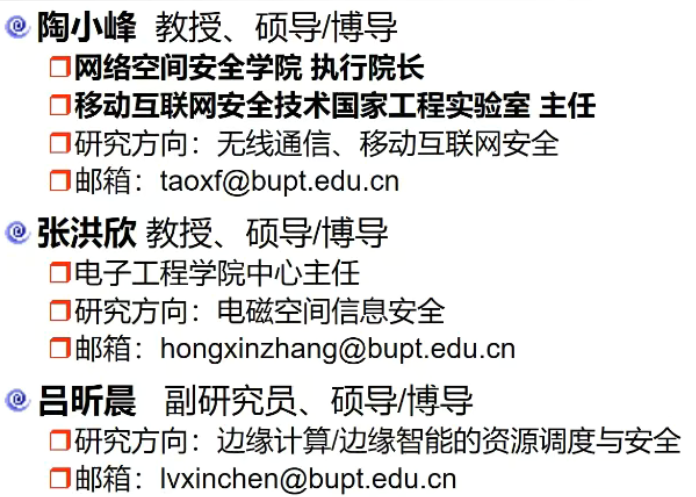 陶小峰 教授、硕导/博导
网络空间安全学院 执行院长
移动互联网安全技术国家工程实验室 主任
研究方向：无线通信、移动互联网安全
邮箱：taoxf@bupt.edu.cn
张洪欣 教授、硕导/博导
电子工程学院中心主任
研究方向：电磁空间信息安全
邮箱：hongxinzhang@bupt.edu.cn
吕昕晨 副研究员、硕导/博导
研究方向：边缘计算/边缘智能的资源调度与安全
邮箱：lvxinchen@bupt.edu.cn